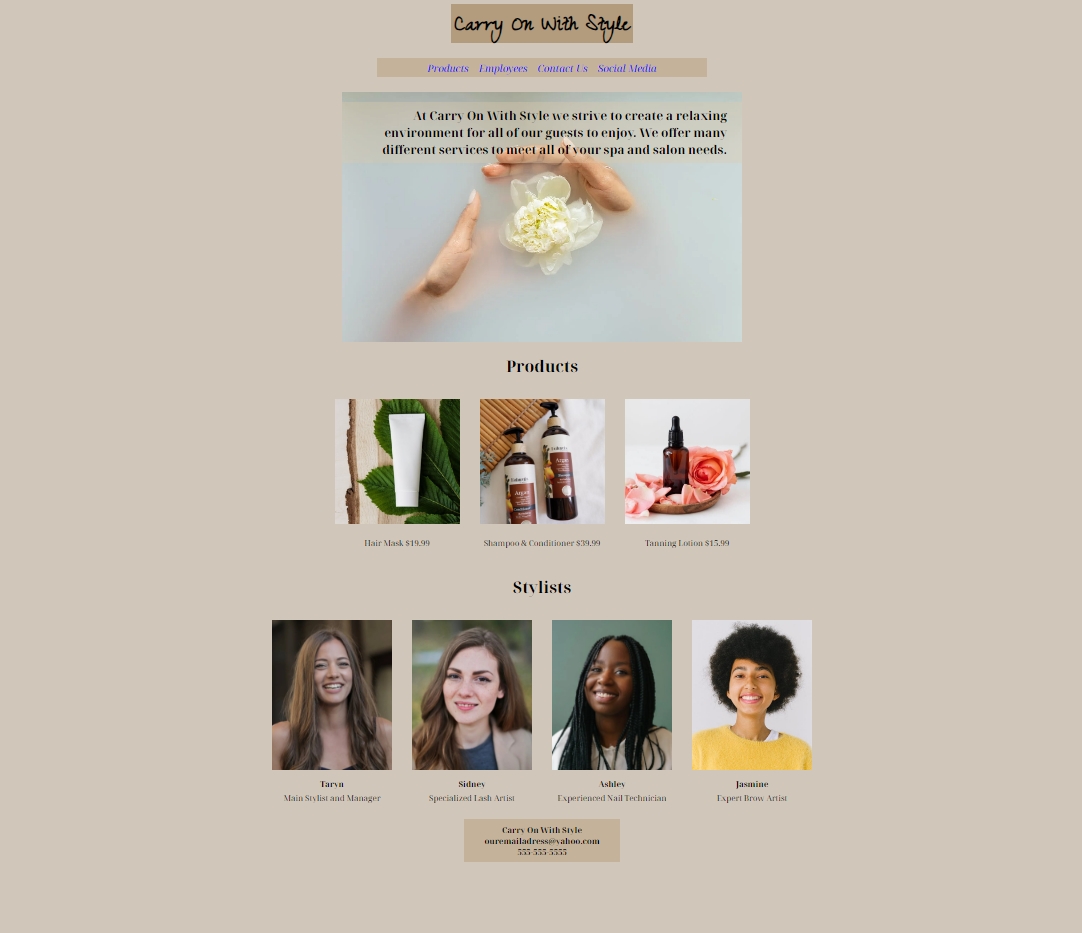 Carry On With Style
Products Employees Contact Us Social Media
At Carry On With Style we strive to create a relaxing
environment for all of our guests to enjoy. We offer many
different services to meet all of your spa and salon needs.
Products
Argan
Argan
Hair Mask $19.99
Shampoo & Conditioner $39.99
Tanning Lotion $15.99
Stylists
Taryn
Sidney
Ashley
Jasmine
Main Stylist and Manager
Specialized Lash Artist
Experienced Nail Technician
Expert Brow Artist
Carry On With Style
ouremailadress@yahoo.com
555-555-5555